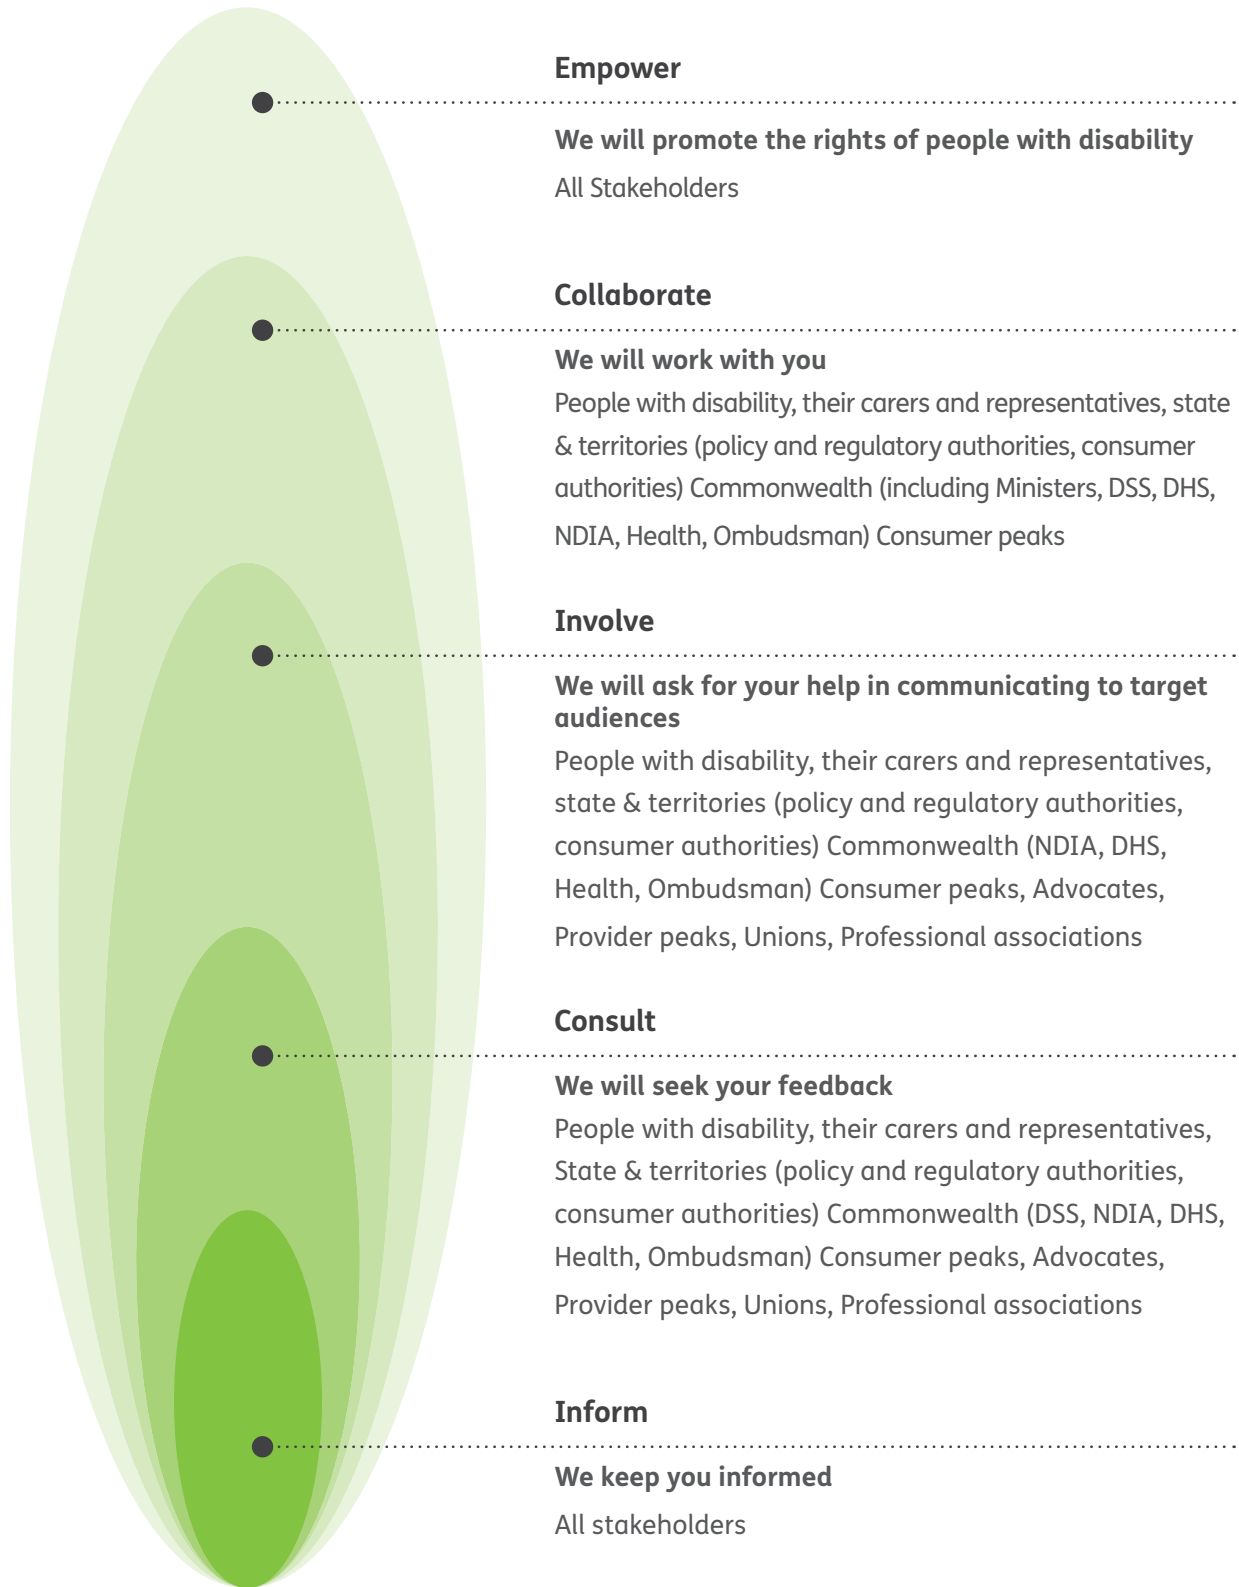 Empower
We will promote the rights of people with disability
All Stakeholders
Collaborate
We will work with you
People with disability, their carers and representatives, state
& territories (policy and regulatory authorities, consumer
authorities) Commonwealth (including Ministers, DSS, DHS,
NDIA, Health, Ombudsman) Consumer peaks
Involve
We will ask for your help in communicating to target
audiences
People with disability, their carers and representatives,
state & territories (policy and regulatory authorities,
consumer authorities) Commonwealth (NDIA, DHS,
Health, Ombudsman) Consumer peaks, Advocates,
Provider peaks, Unions, Professional associations
Consult
We will seek your feedback
People with disability, their carers and representatives,
State & territories (policy and regulatory authorities,
consumer authorities) Commonwealth (DSS, NDIA, DHS,
Health, Ombudsman) Consumer peaks, Advocates,
Provider peaks, Unions, Professional associations
Inform
We keep you informed
All stakeholders